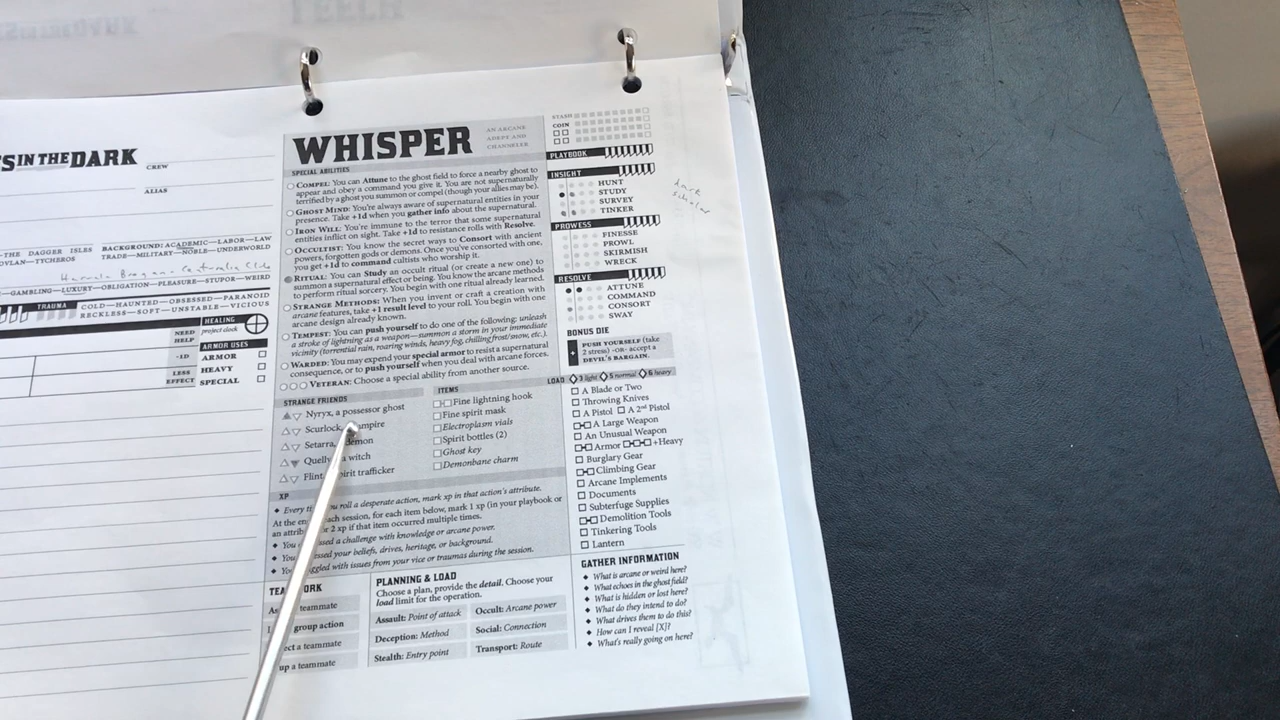 S IN THE DARK
CREW
ALIAS
THE DAGGER ISLES
OVLAN—TYCHEROS
BACKGROUND: ACADEMIC—LABOR—LAW
TRADE—MILITARY—NOBLE—UNDERWORLD
—GAMBLING—LUXURY—OBLIGATION—PLEASURE—STUPOR—WEIRD
TRAUMA
COLD—HAUNTED—OBSESSED—PARANOID
RECKLESS—SOFT—UNSTABLE—VICIOUS
HEALING
project clock
NEED
HELP
ARMOR USES
-1D
ARMOR
LESS
EFFECT
HEAVY
SPECIAL
WHISPER
AN ARCANE
ADEPT AND
CHANNELER
SPECIAL ABILITIES
COMPEL: You can Attune to the ghost field to force a nearby ghost to
appear and obey a command you give it. You are not supernaturally
terrified by a ghost you summon or compel (though your allies may be).
GHOST MIND: You're always aware of supernatural entities in your
presence. Take +1d when you gather info about the supernatural.
IRON WILL: You're immune to the terror that some supernatural
entities inflict on sight. Take +1d to resistance rolls with Resolve.
OCCULTIST: You know the secret ways to Consort with ancient
powers, forgotten gods or demons. Once you've consorted with one,
you get +1d to command cultists who worship it.
RITUAL: You can Study an occult ritual (or create a new one) to
summon a supernatural effect or being. You know the arcane methods
to perform ritual sorcery. You begin with one ritual already learned.
STRANGE METHODS: When you invent or craft a creation with
arcane features, take +1 result level to your roll. You begin with one
arcane design already known.
TEMPEST: You can push yourself to do one of the following: unleash
a stroke of lightning as a weapon—summon a storm in your immediate
vicinity (torrential rain, roaring winds, heavy fog, chilling frost/snow, etc.).
WARDED: You may expend your special armor to resist a supernatural
consequence, or to push yourself when you deal with arcane forces.
VETERAN: Choose a special ability from another source.
STRANGE FRIENDS
Nyryx, a possessor ghost
Scurlock,
Setarra,
Quell a witch
Flint, spirit trafficker
ITEMS
Fine lightning hook
Fine spirit mask
Electroplasm vials
Spirit bottles (2)
Ghost key
Demonbane charm
XP
Every you roll a desperate action, mark xp in that action's attribute.
At the en each session, for each item below, mark 1 xp (in your playbook or
an attrib or 2 xp if that item occurred multiple times.
You a challenge with knowledge or arcane power.
You your beliefs, drives, heritage, or background.
You with issues from your vice or traumas during the session.
TEA WORK
teammate
group action
a teammate
up a teammate
PLANNING & LOAD
Choose a plan, provide the detail. Choose your
load limit for the operation.
Assault: Point of attack
Deception: Method
Stealth: Entry point
Occult: Arcane power
Social: Connection
Transport: Route
STASH
COIN
PLAYBOOK
INSIGHT
HUNT
STUDY
SURVEY
TINKER
PROWESS
FINESSE
PROWL
SKIRMISH
WRECK
RESOLVE
ATTUNE
COMMAND
CONSORT
SWAY
BONUS DIE
+
PUSH YOURSELF (take
2 stress) -OR- accept a
DEVIL'S BARGAIN.
LOAD 3 light 5 normal 6 heavy
A Blade or Two
Throwing Knives
A Pistol A 2nd Pistol
A Large Weapon
An Unusual Weapon
Armor +Heavy
Burglary Gear
Climbing Gear
Arcane Implements
Documents
Subterfuge Supplies
Demolition Tools
Tinkering Tools
Lantern
GATHER INFORMATION
What is arcane or weird here?
What echoes in the ghost field?
What is hidden or lost here?
What do they intend to do?
What drives them to do this?
How can I reveal [X]?
What's really going on here?